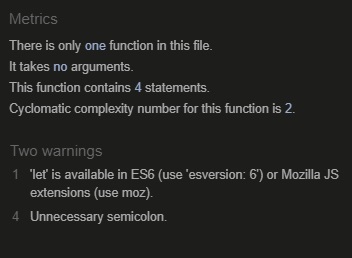 Metrics
There is only one function in this file.
It takes no arguments.
This function contains 4 statements.
Cyclomatic complexity number for this function is 2.
Two warnings
1 'let' is available in ES6 (use 'esversion: 6') or Mozilla JS
extensions (use moz).
4 Unnecessary semicolon.